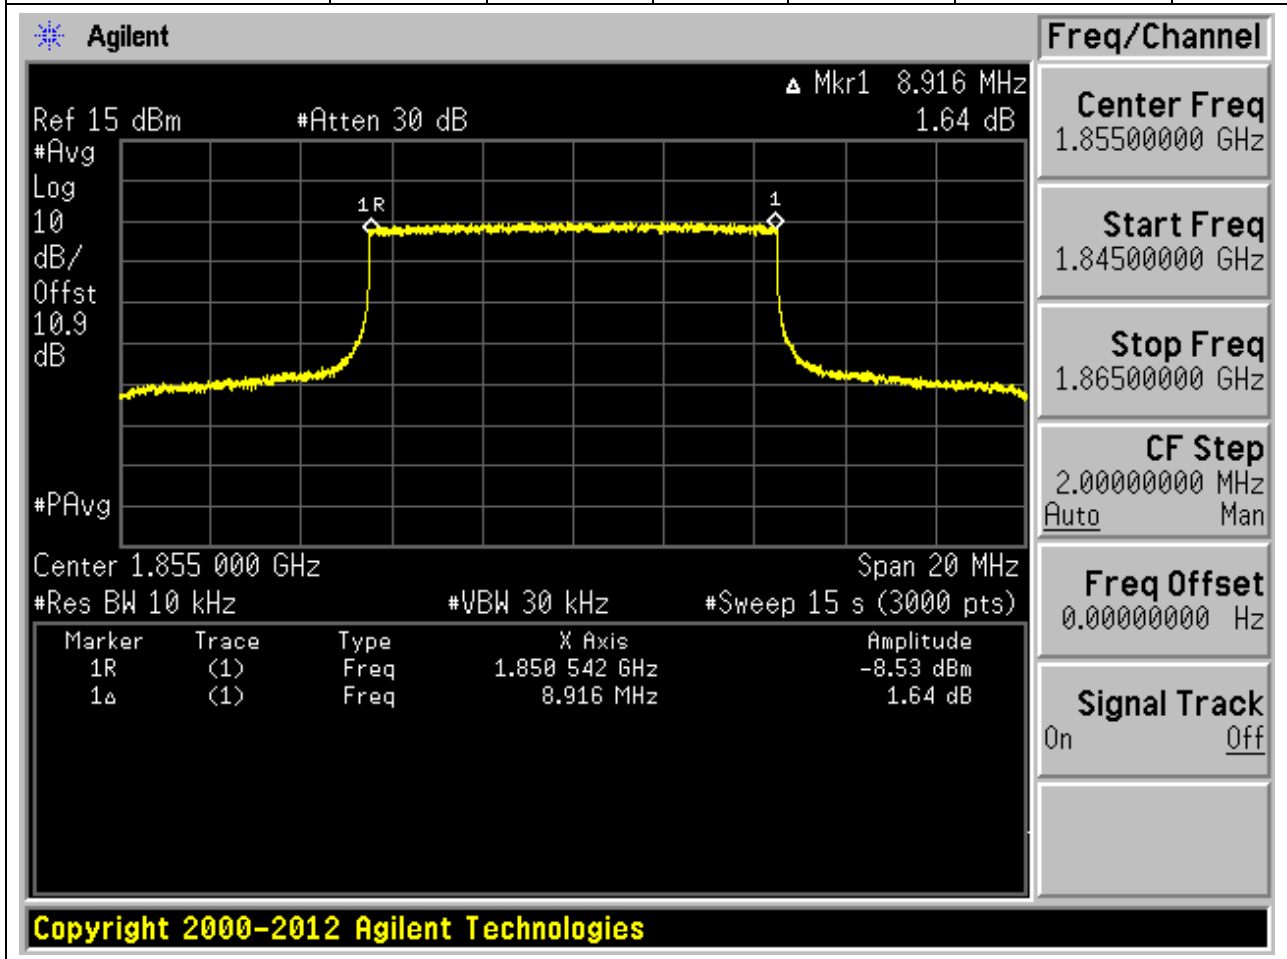 Agilent
Freq/Channel
Δ Mkr1 8.916 MHz
Ref 15 dBm #Atten 30 dB 1.64 dB
#Avg
Log
10
dB/
Offst
10.9
dB
#PAvg
1R
1
Center 1.855 000 GHz Span 20 MHz
#Res BW 10 kHz #VBW 30 kHz #Sweep 15 s (3000 pts)
Marker Trace Type X Axis Amplitude
1R (1) Freq 1.850 542 GHz -8.53 dBm
1Δ (1) Freq 8.916 MHz 1.64 dB
Center Freq
1.85500000 GHz
Start Freq
1.84500000 GHz
Stop Freq
1.86500000 GHz
CF Step
2.00000000 MHz
Auto Man
Freq Offset
0.00000000 Hz
Signal Track
On Off
Copyright 2000-2012 Agilent Technologies